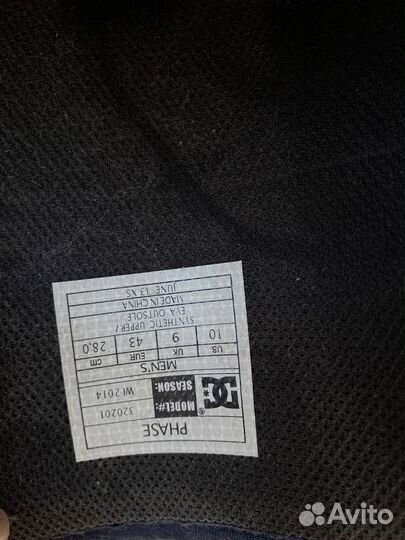 PHASE
DC®
MODEL#: 320201
SEASON: WI 2014
MEN'S
US UK EUR CM
10 9 43 28,0
SYNTHETIC UPPER /
EVA OUTSOLE
MADE IN CHINA
JUNE 13 XS
Avito